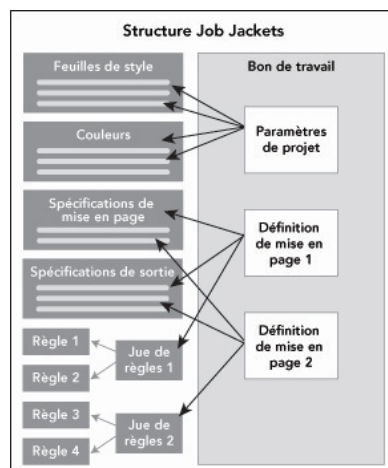 Structure Job Jackets
Feuilles de style
Couleurs
Spécifications de
mise en page
Spécifications de sortie
Règle 1
Règle 2
Jue de
règles 1
Règle 3
Règle 4
Jue de
règles 2
Bon de travail
Paramètres
de projet
Définition
de mise en
page 1
Définition
de mise en
page 2